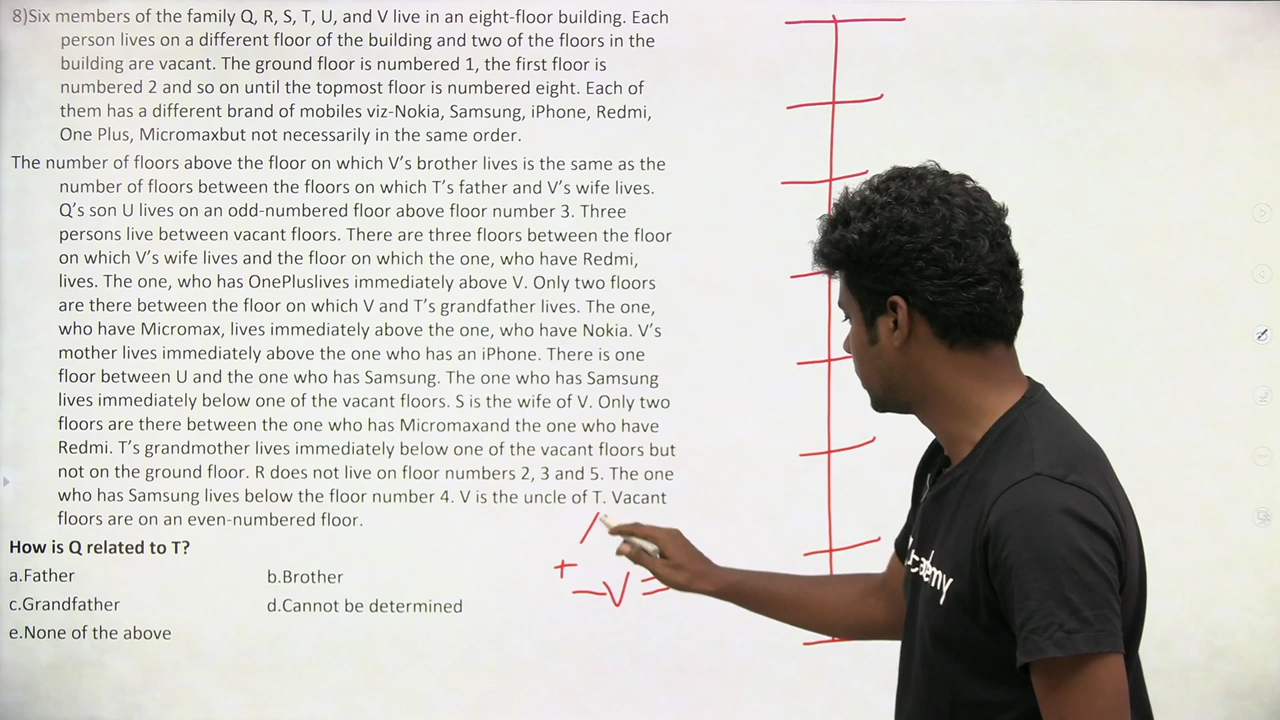 8)Six members of the family Q, R, S, T, U, and V live in an eight-floor building. Each
person lives on a different floor of the building and two of the floors in the
building are vacant. The ground floor is numbered 1, the first floor is
numbered 2 and so on until the topmost floor is numbered eight. Each of
them has a different brand of mobiles viz-Nokia, Samsung, iPhone, Redmi,
One Plus, Micromaxbut not necessarily in the same order.
The number of floors above the floor on which V's brother lives is the same as the
number of floors between the floors on which T's father and V's wife lives.
Q's son U lives on an odd-numbered floor above floor number 3. Three
persons live between vacant floors. There are three floors between the floor
on which V's wife lives and the floor on which the one, who have Redmi,
lives. The one, who has OnePluslives immediately above V. Only two floors
are there between the floor on which V and T's grandfather lives. The one,
who have Micromax, lives immediately above the one, who have Nokia. V's
mother lives immediately above the one who has an iPhone. There is one
floor between U and the one who has Samsung. The one who has Samsung
lives immediately below one of the vacant floors. S is the wife of V. Only two
floors are there between the one who has Micromaxand the one who have
Redmi. T's grandmother lives immediately below one of the vacant floors but
not on the ground floor. R does not live on floor numbers 2, 3 and 5. The one
who has Samsung lives below the floor number 4. V is the uncle of T. Vacant
floors are on an even-numbered floor.
How is Q related to T?
a.Father b.Brother
c.Grandfather d.Cannot be determined
e.None of the above
+
– V =